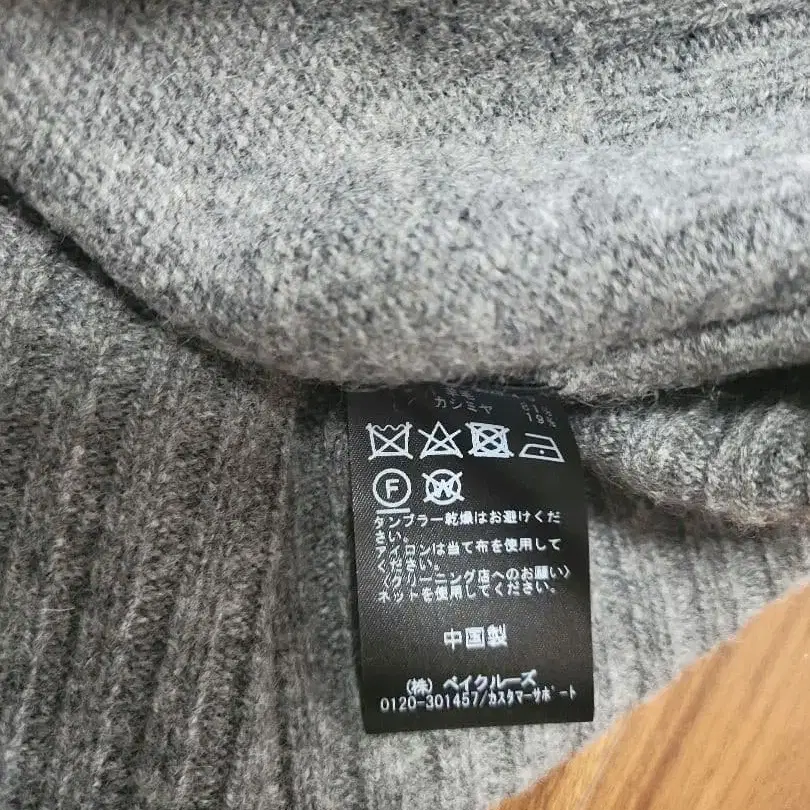 カシミヤ
F
W
タンブラー乾燥はお避けくだ
さい。
アイロンは当て布を使用して
ください。
〈クリーニング店へのお願い〉
ネットを使用してください。
中国製
(株) ベイクルーズ
0120-301457/カスタマーサポート